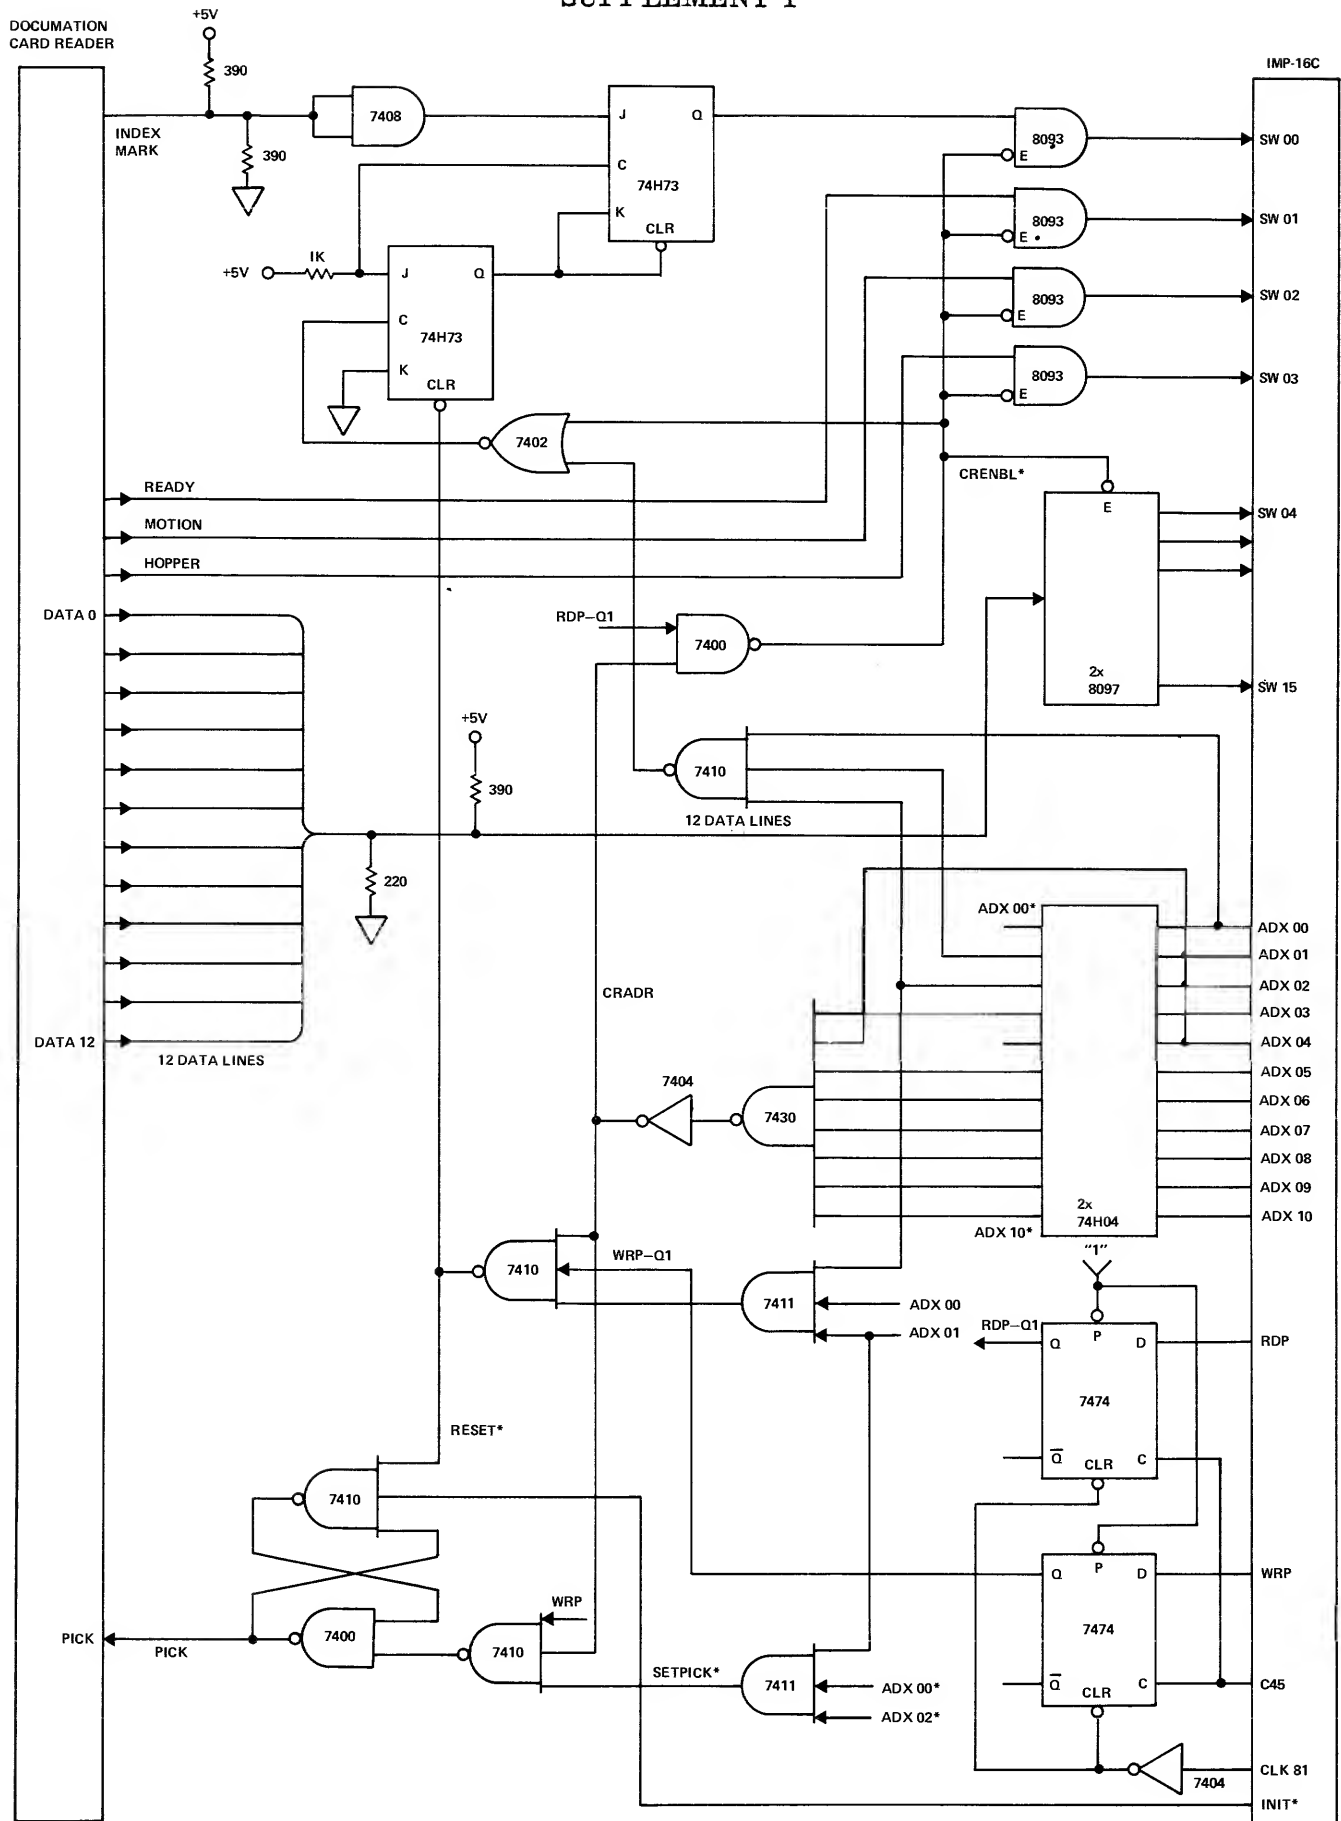 SUPPLEMENT 1
DOCUMATION
CARD READER
+5V
390
INDEX
MARK
390
7408
J
Q
C
74H73
K
CLR
8093
E
SW 00
IMP-16C
8093
E
SW 01
8093
E
SW 02
8093
E
SW 03
+5V
1K
J
Q
C
74H73
K
CLR
7402
CRENBL*
READY
MOTION
HOPPER
E
2x
8097
SW 04
SW 15
DATA 0
RDP-Q1
7400
+5V
390
7410
12 DATA LINES
220
DATA 12
12 DATA LINES
CRADR
ADX 00*
ADX 00
ADX 01
ADX 02
ADX 03
ADX 04
ADX 05
ADX 06
ADX 07
ADX 08
ADX 09
ADX 10
7404
7430
2x
74H04
ADX 10*
7410
WRP-Q1
7411
ADX 00
ADX 01
"1"
RDP-Q1
Q
P
D
RDP
7474
Q
CLR
C
RESET*
7410
Q
P
D
WRP
7474
Q
CLR
C
C45
PICK
PICK
7400
7410
WRP
SETPICK*
7411
ADX 00*
ADX 02*
7404
CLK 81
INIT*